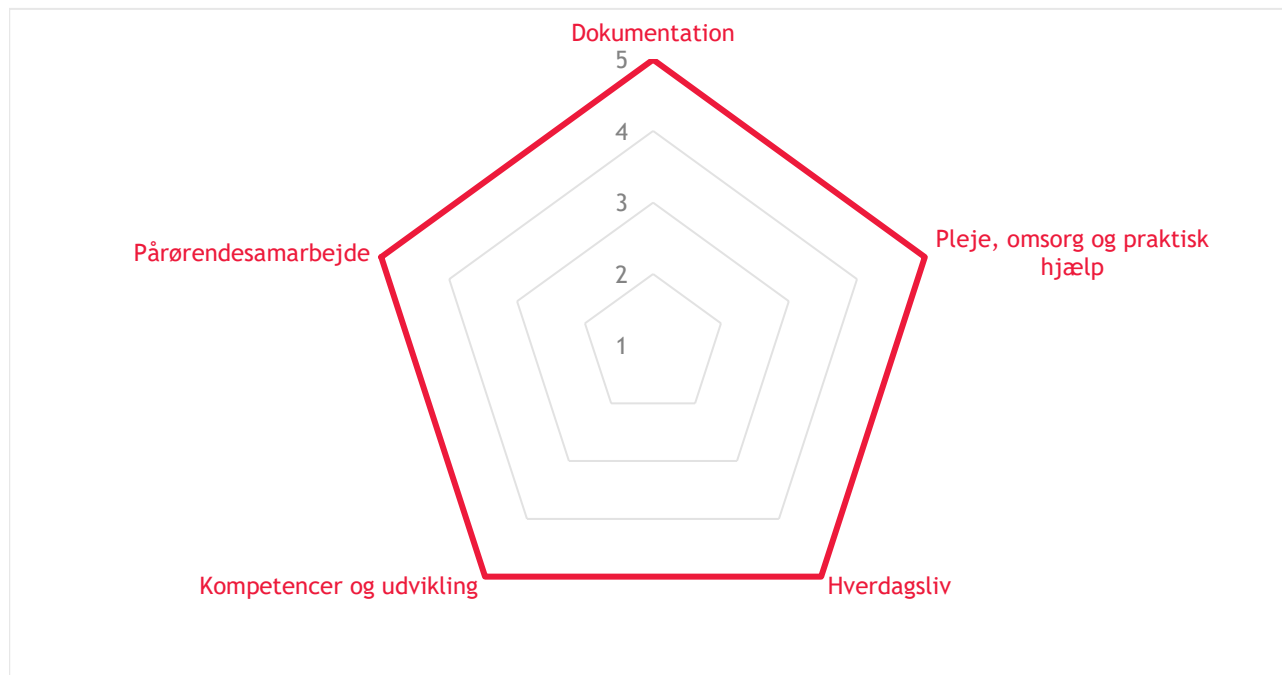 Dokumentation
5
4
3
2
1
Pleje, omsorg og praktisk
hjælp
Pårørendesamarbejde
Kompetencer og udvikling
Hverdagsliv